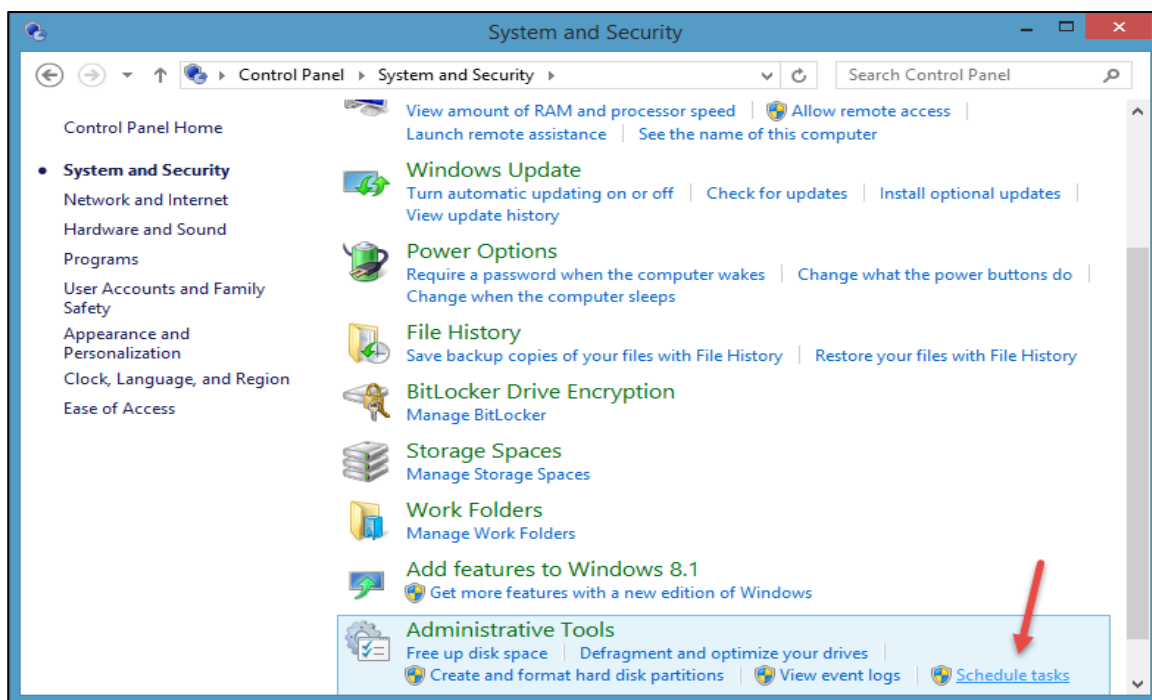 System and Security
Control Panel System and Security
Search Control Panel
Control Panel Home
System and Security
Network and Internet
Hardware and Sound
Programs
User Accounts and Family
Safety
Appearance and
Personalization
Clock, Language, and Region
Ease of Access
View amount of RAM and processor speed Allow remote access
Launch remote assistance See the name of this computer
Windows Update
Turn automatic updating on or off Check for updates Install optional updates
View update history
Power Options
Require a password when the computer wakes Change what the power buttons do
Change when the computer sleeps
File History
Save backup copies of your files with File History Restore your files with File History
BitLocker Drive Encryption
Manage BitLocker
Storage Spaces
Manage Storage Spaces
Work Folders
Manage Work Folders
Add features to Windows 8.1
Get more features with a new edition of Windows
Administrative Tools
Free up disk space Defragment and optimize your drives
Create and format hard disk partitions View event logs Schedule tasks